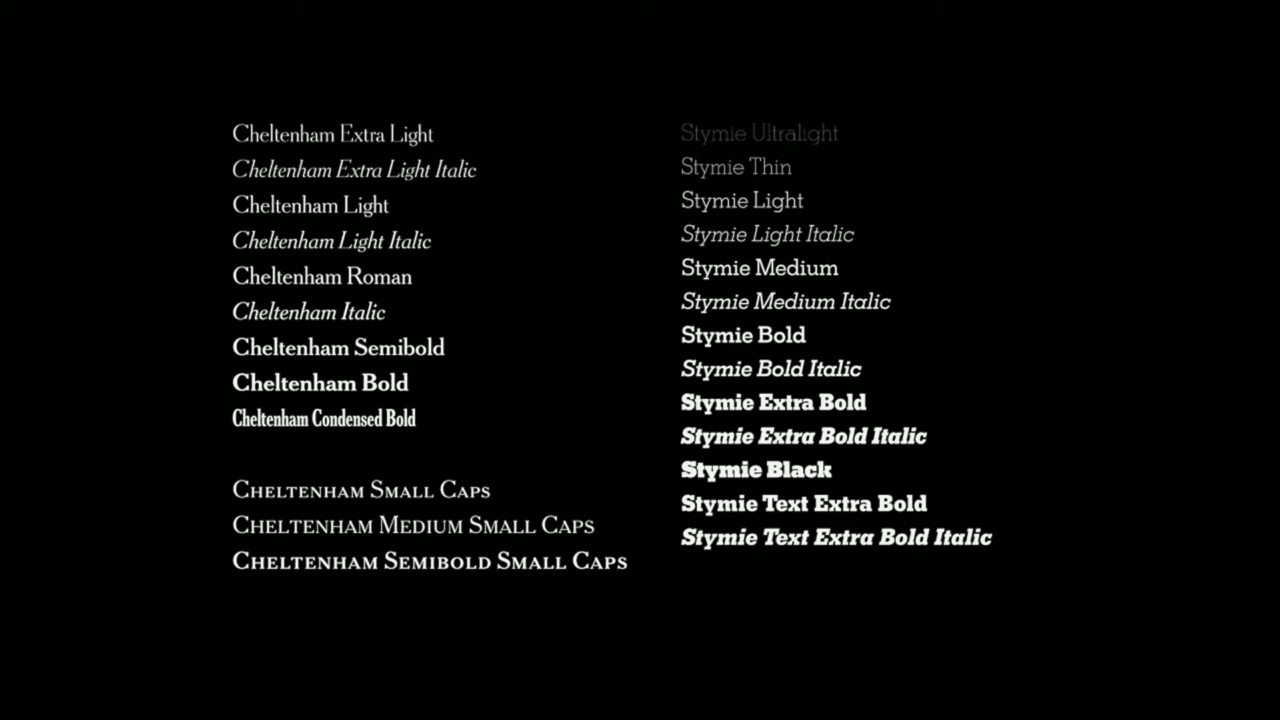 Cheltenham Extra Light
Cheltenham Extra Light Italic
Cheltenham Light
Cheltenham Light Italic
Cheltenham Roman
Cheltenham Italic
Cheltenham Semibold
Cheltenham Bold
Cheltenham Condensed Bold
Cheltenham Small Caps
Cheltenham Medium Small Caps
Cheltenham Semibold Small Caps
Stymie Ultralight
Stymie Thin
Stymie Light
Stymie Light Italic
Stymie Medium
Stymie Medium Italic
Stymie Bold
Stymie Bold Italic
Stymie Extra Bold
Stymie Extra Bold Italic
Stymie Black
Stymie Text Extra Bold
Stymie Text Extra Bold Italic